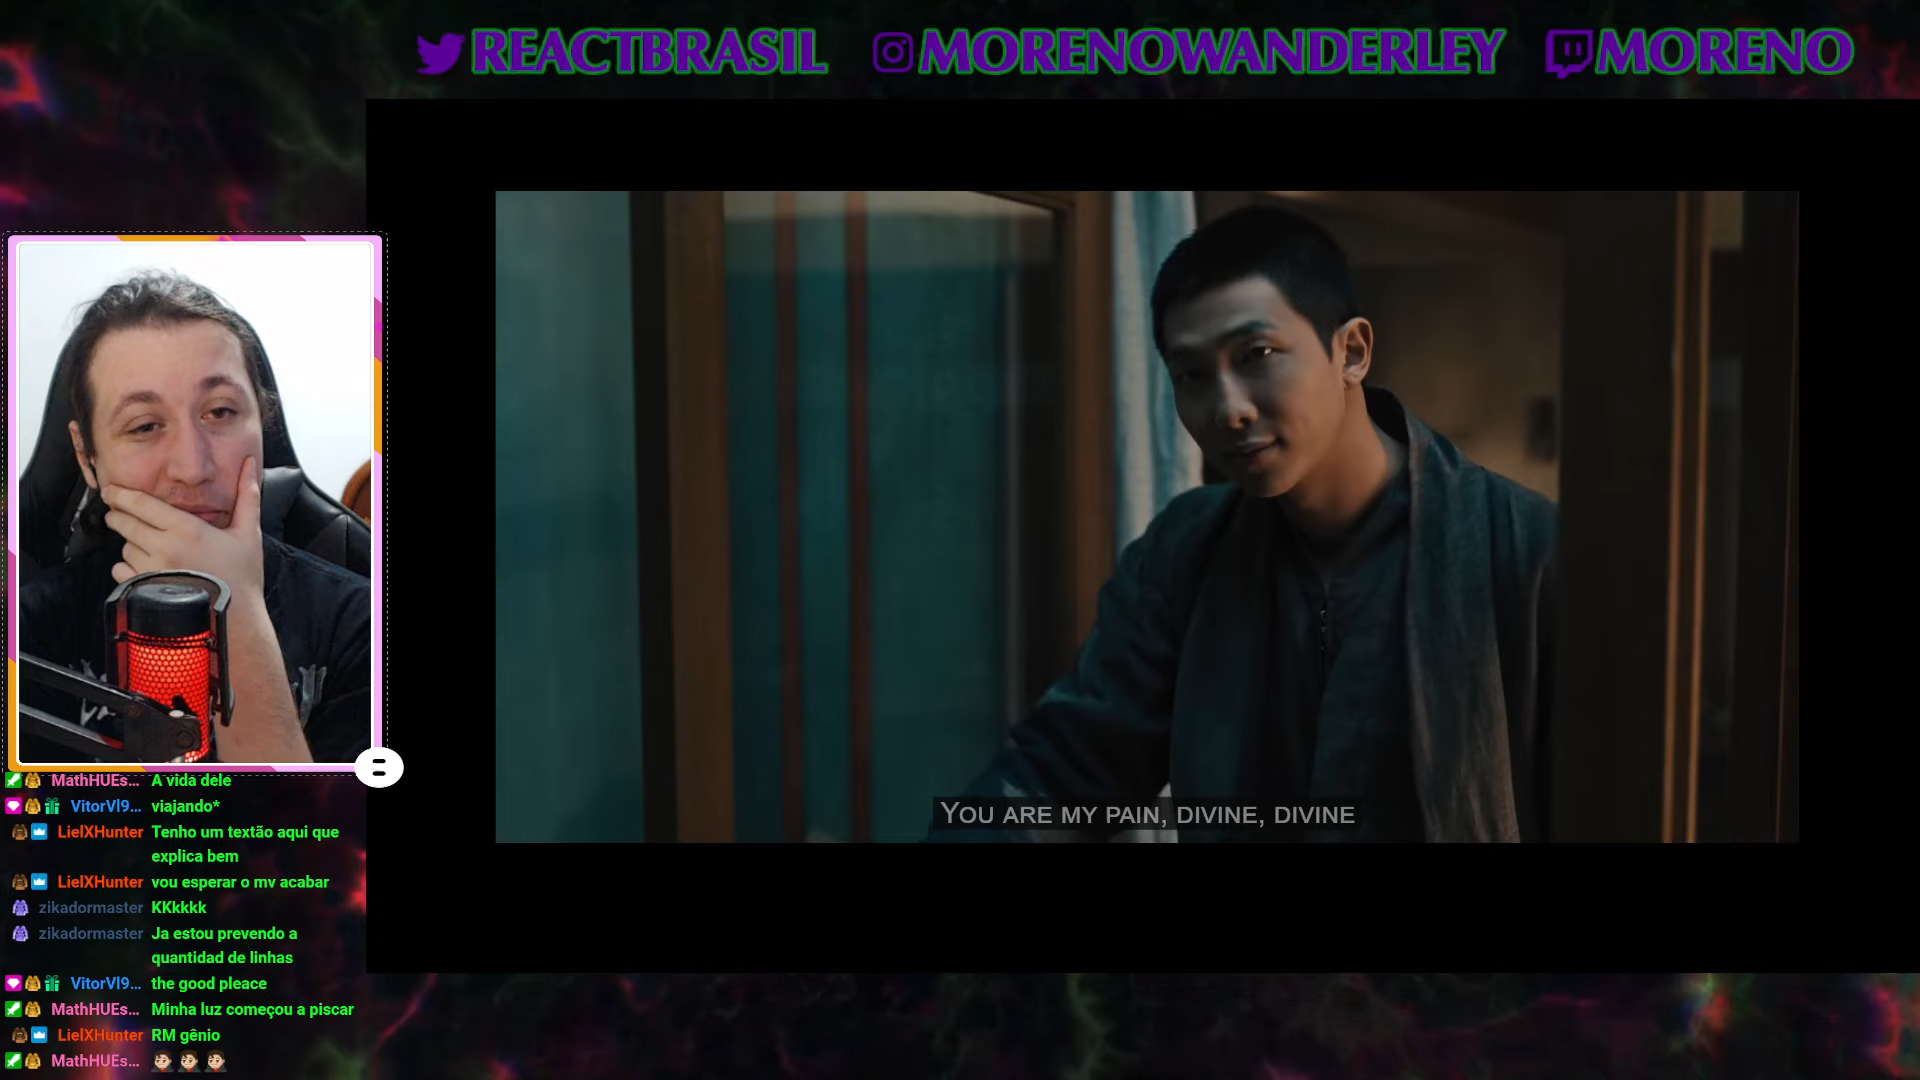 REACTBRASIL MORENOWANDERLEY MORENO
YOU ARE MY PAIN, DIVINE, DIVINE
MathHUEs... A vida dele
VitorVl9... viajando*
LielXHunter Tenho um textão aqui que
explica bem
LielXHunter vou esperar o mv acabar
zikadormaster KKkkkk
zikadormaster Ja estou prevendo a
quantidad de linhas
VitorVl9... the good pleace
MathHUEs... Minha luz começou a piscar
LielXHunter RM gênio
MathHUEs...